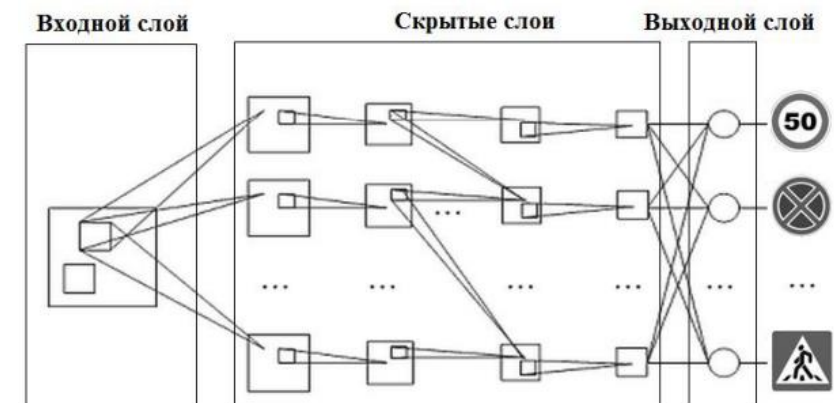 Входной слой
Скрытые слои
Выходной слой
50
...
... ... ... ... ... ...